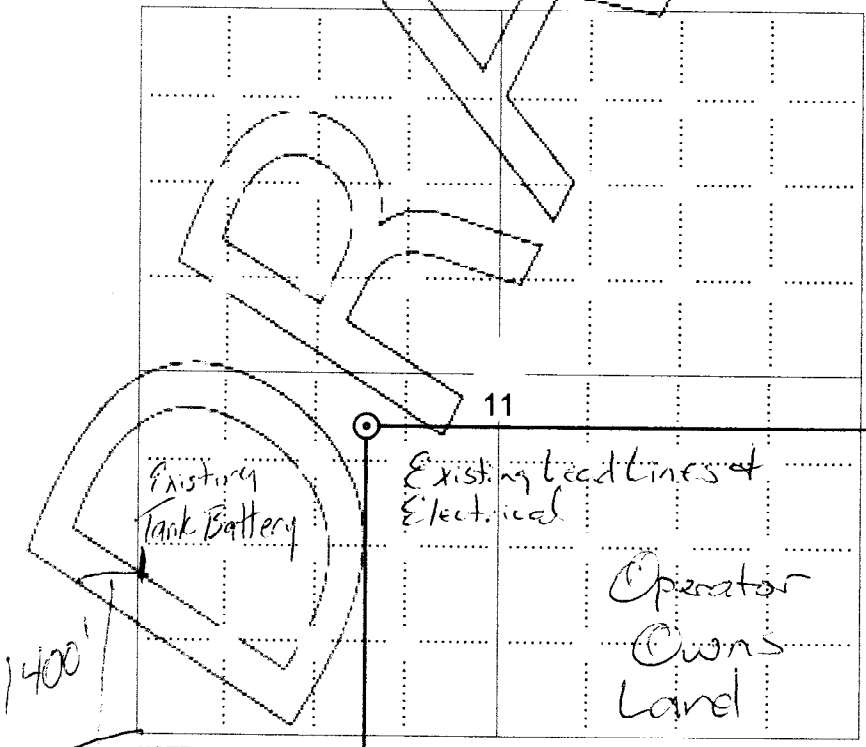 11
Existing
Tank Battery
Existing Lead Lines &
Electrical
Operator
Owns
Land
1400'